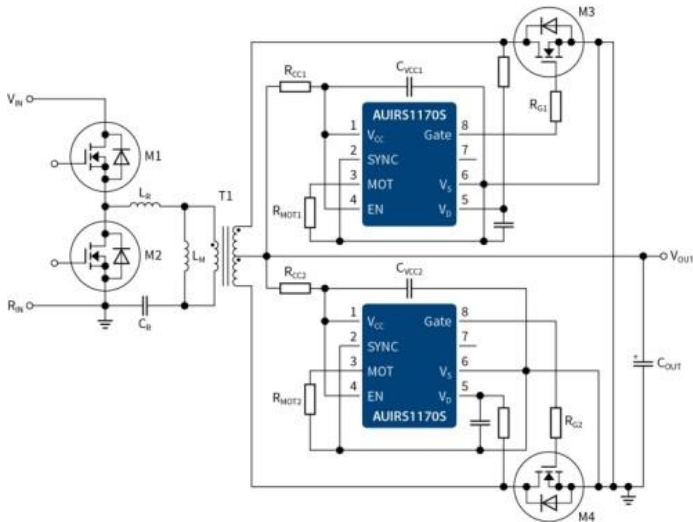 M3
R_CC1
C_VCC1
V_IN
AUIRS1170S
R_G1
1 V_CC Gate 8
M1
2 SYNC 7
L_R
T1
3 MOT V_S 6
R_MOT1
4 EN V_D 5
M2
L_M
V_OUT
R_CC2
C_VCC2
R_IN
C_R
1 V_CC Gate 8
2 SYNC 7
+
C_OUT
3 MOT V_S 6
R_MOT2
4 EN V_D 5
R_G2
AUIRS1170S
M4